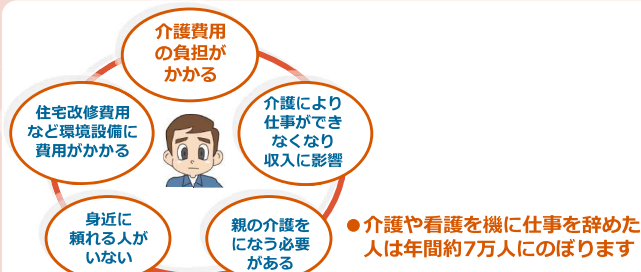 介護費用
の負担が
かかる
住宅改修費用
など環境設備に
費用がかかる
介護により
仕事ができ
なくなり
収入に影響
身近に
頼れる人が
いない
親の介護を
になう必要
がある
●介護や看護を機に仕事を辞めた
人は年間約7万人にのぼります